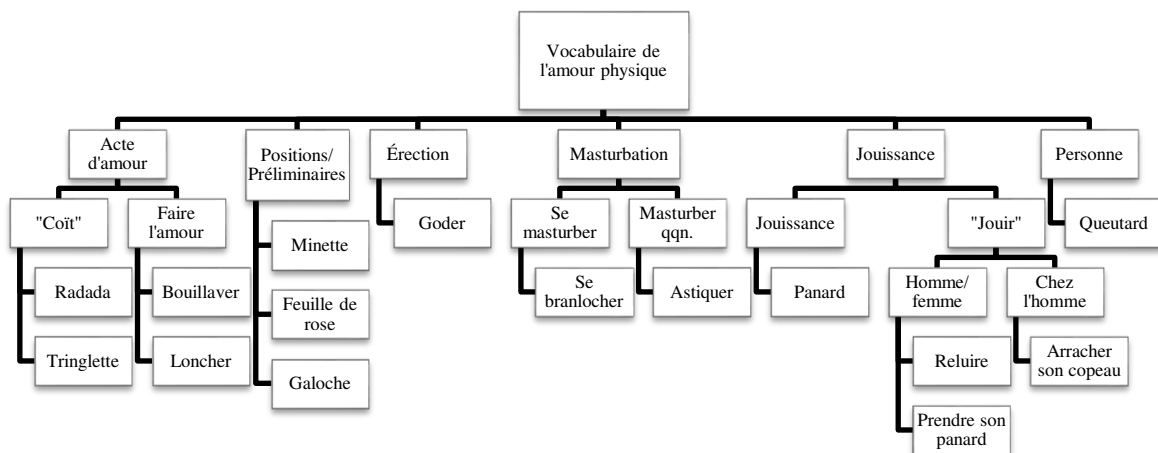 Vocabulaire de
l'amour physique
Acte
d'amour
Positions/
Préliminaires
Érection
Masturbation
Jouissance
Personne
"Coït"
Faire
l'amour
Minette
Goder
Se
masturber
Masturber
qqn.
Jouissance
"Jouir"
Queutard
Radada
Bouillaver
Feuille de
rose
Se
branlocher
Astiquer
Panard
Homme/
femme
Chez
l'homme
Tringlette
Loncher
Galoche
Reluire
Arracher
son copeau
Prendre son
panard